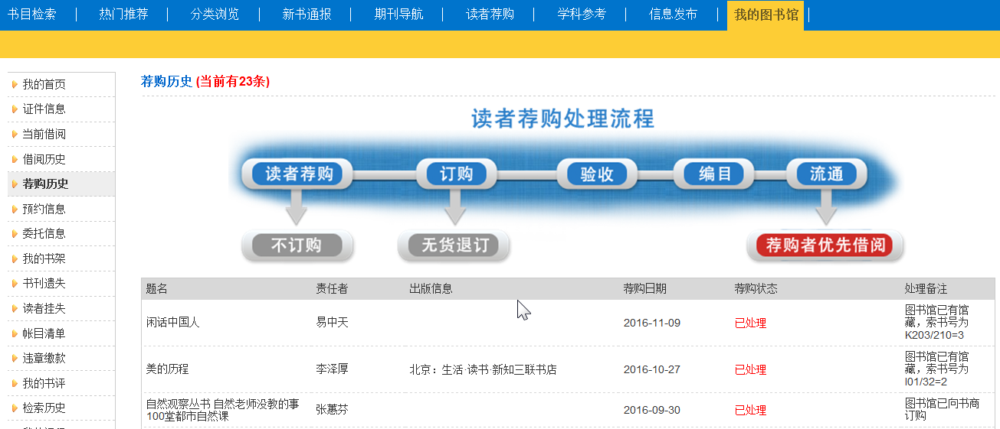 书目检索 热门推荐 分类浏览 新书通报 期刊导航 读者荐购 学科参考 信息发布 我的图书馆
我的首页
证件信息
当前借阅
借阅历史
荐购历史
预约信息
委托信息
我的书架
书刊遗失
读者挂失
帐目清单
违章缴款
我的书评
检索历史
荐购历史 (当前有23条)
读者荐购处理流程
读者荐购 订购 验收 编目 流通
不订购 无货退订 荐购者优先借阅
题名 责任者 出版信息 荐购日期 荐购状态 处理备注
闲话中国人 易中天 2016-11-09 已处理 图书馆已有馆
藏，索书号为
K203/210=3
美的历程 李泽厚 北京：生活·读书·新知三联书店 2016-10-27 已处理 图书馆已有馆
藏，索书号为
I01/32=2
自然观察丛书 自然老师没教的事
100堂都市自然课 张蕙芬 2016-09-30 已处理 图书馆已向书商
订购